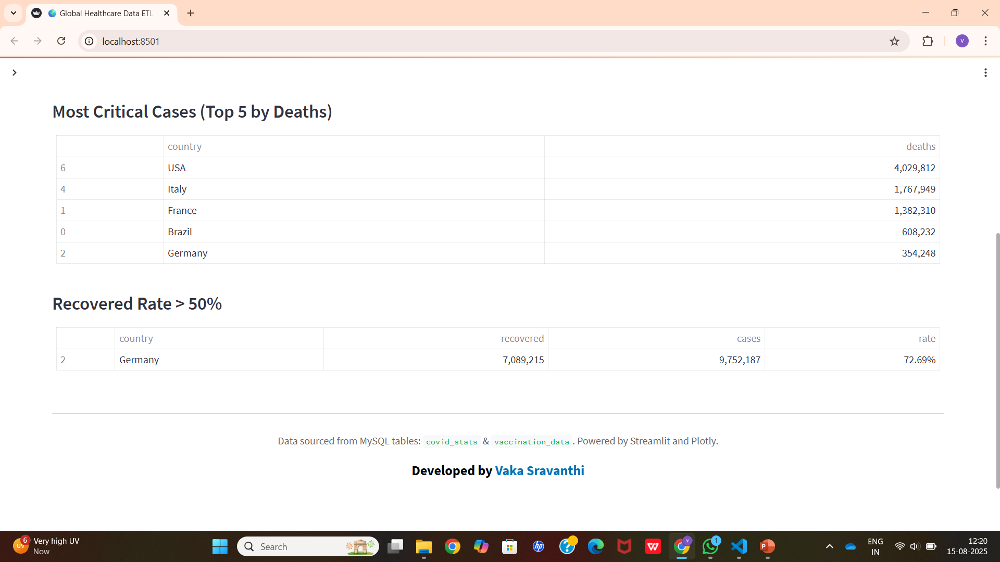 Global Healthcare Data ETL
localhost:8501
V
Most Critical Cases (Top 5 by Deaths)
country deaths
6 USA 4,029,812
4 Italy 1,767,949
1 France 1,382,310
0 Brazil 608,232
2 Germany 354,248
Recovered Rate > 50%
country recovered cases rate
2 Germany 7,089,215 9,752,187 72.69%
Data sourced from MySQL tables: covid_stats & vaccination_data. Powered by Streamlit and Plotly.
Developed by Vaka Sravanthi
UV 6 Very high UV
Now
Search
hp
W
V
1
P
ENG
IN
12:20
15-08-2025